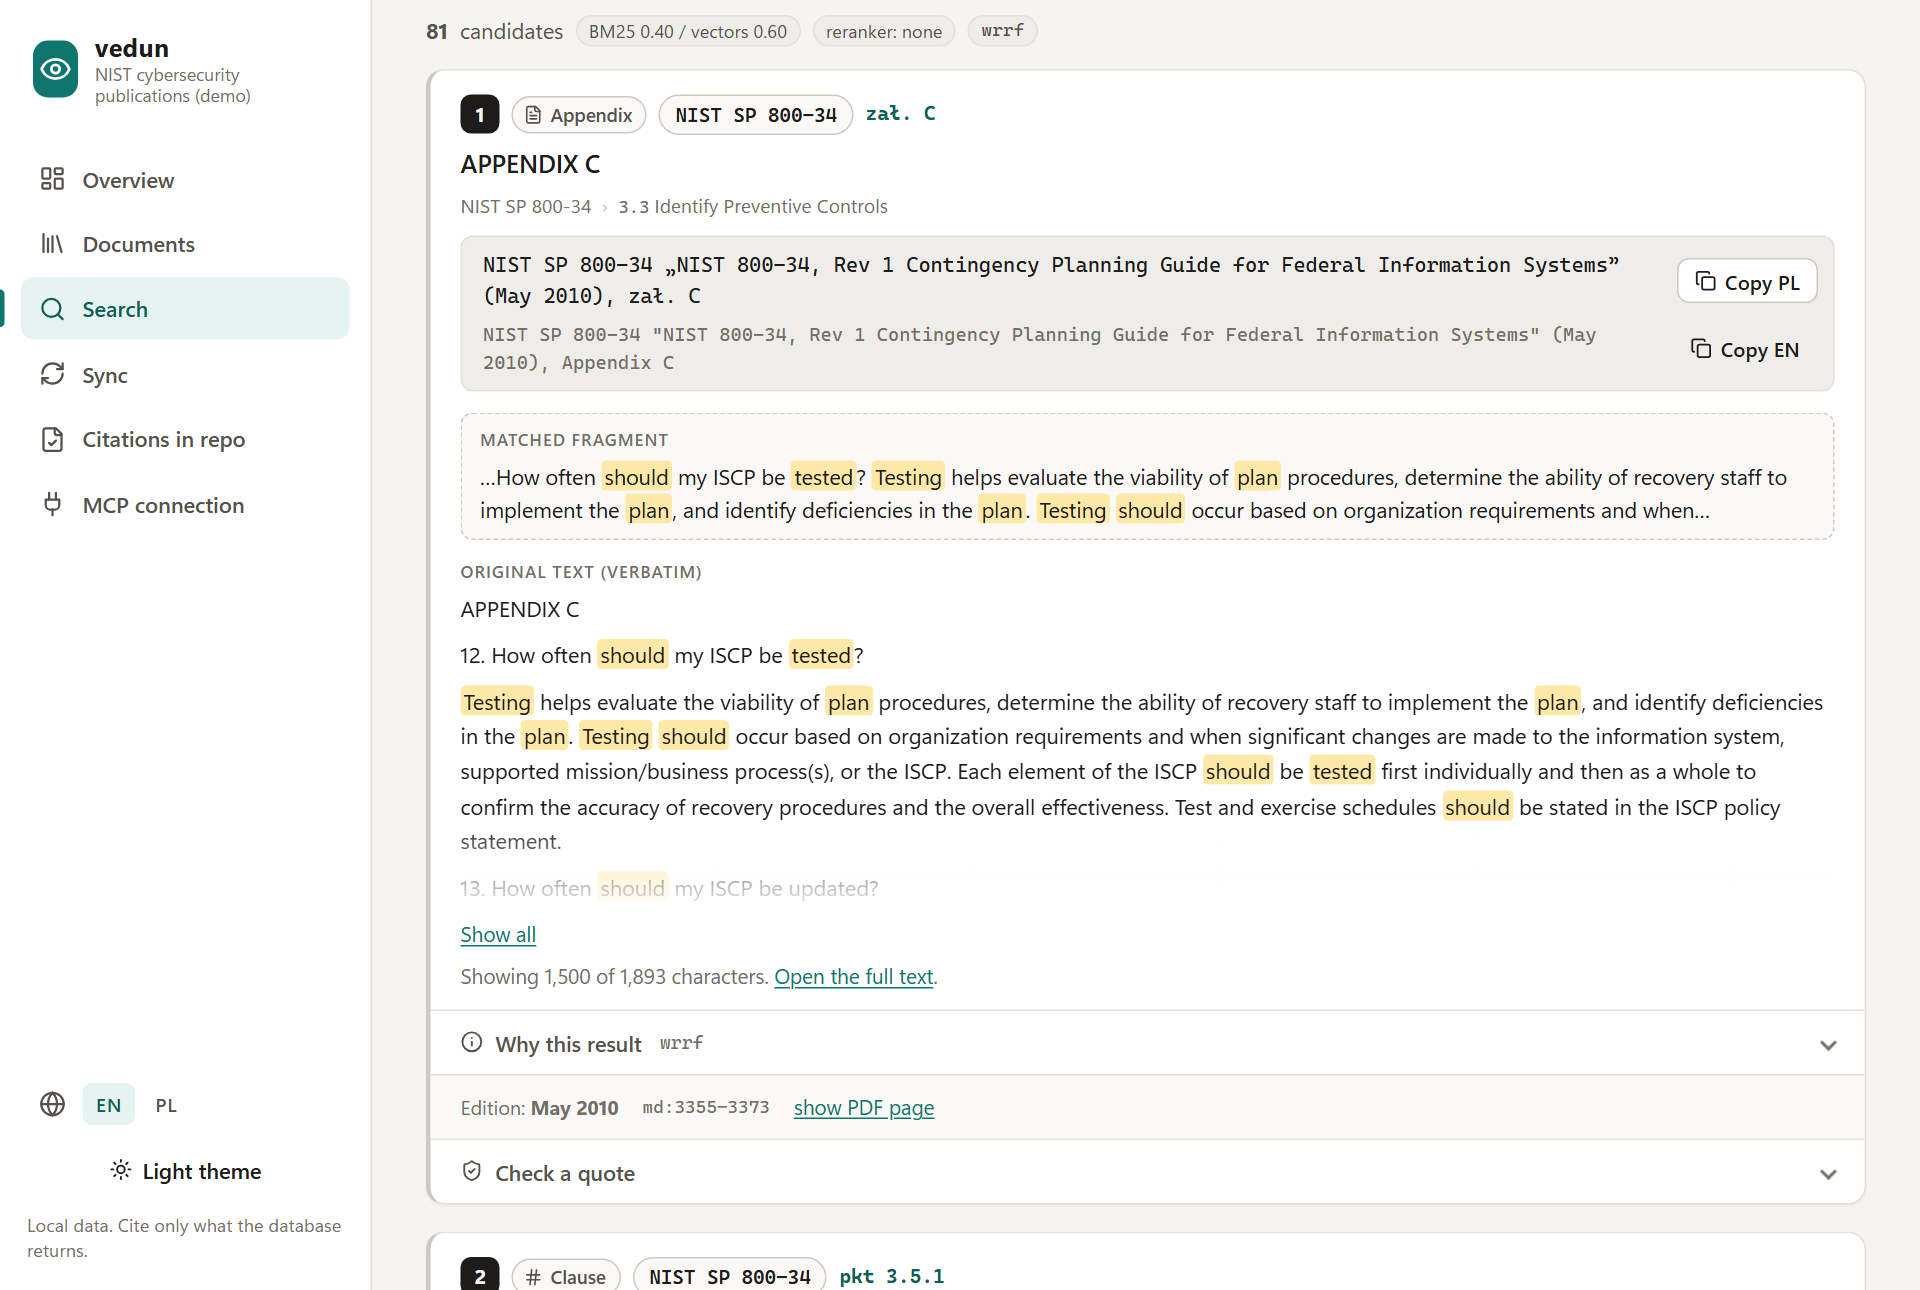 vedun
NIST cybersecurity
publications (demo)
Overview
Documents
Search
Sync
Citations in repo
MCP connection
EN
PL
Light theme
Local data. Cite only what the database
returns.
81 candidates BM25 0.40 / vectors 0.60 reranker: none wrrf
1 Appendix NIST SP 800-34 zał. C
APPENDIX C
NIST SP 800-34 › 3.3 Identify Preventive Controls
NIST SP 800-34 „NIST 800-34, Rev 1 Contingency Planning Guide for Federal Information Systems”
(May 2010), zał. C
Copy PL
NIST SP 800-34 "NIST 800-34, Rev 1 Contingency Planning Guide for Federal Information Systems" (May
2010), Appendix C
Copy EN
MATCHED FRAGMENT
…How often should my ISCP be tested? Testing helps evaluate the viability of plan procedures, determine the ability of recovery staff to
implement the plan, and identify deficiencies in the plan. Testing should occur based on organization requirements and when…
ORIGINAL TEXT (VERBATIM)
APPENDIX C
12. How often should my ISCP be tested?
Testing helps evaluate the viability of plan procedures, determine the ability of recovery staff to implement the plan, and identify deficiencies
in the plan. Testing should occur based on organization requirements and when significant changes are made to the information system,
supported mission/business process(s), or the ISCP. Each element of the ISCP should be tested first individually and then as a whole to
confirm the accuracy of recovery procedures and the overall effectiveness. Test and exercise schedules should be stated in the ISCP policy
statement.
13. How often should my ISCP be updated?
Show all
Showing 1,500 of 1,893 characters. Open the full text.
Why this result wrrf
Edition: May 2010 md:3355-3373 show PDF page
Check a quote
2 # Clause NIST SP 800-34 pkt 3.5.1